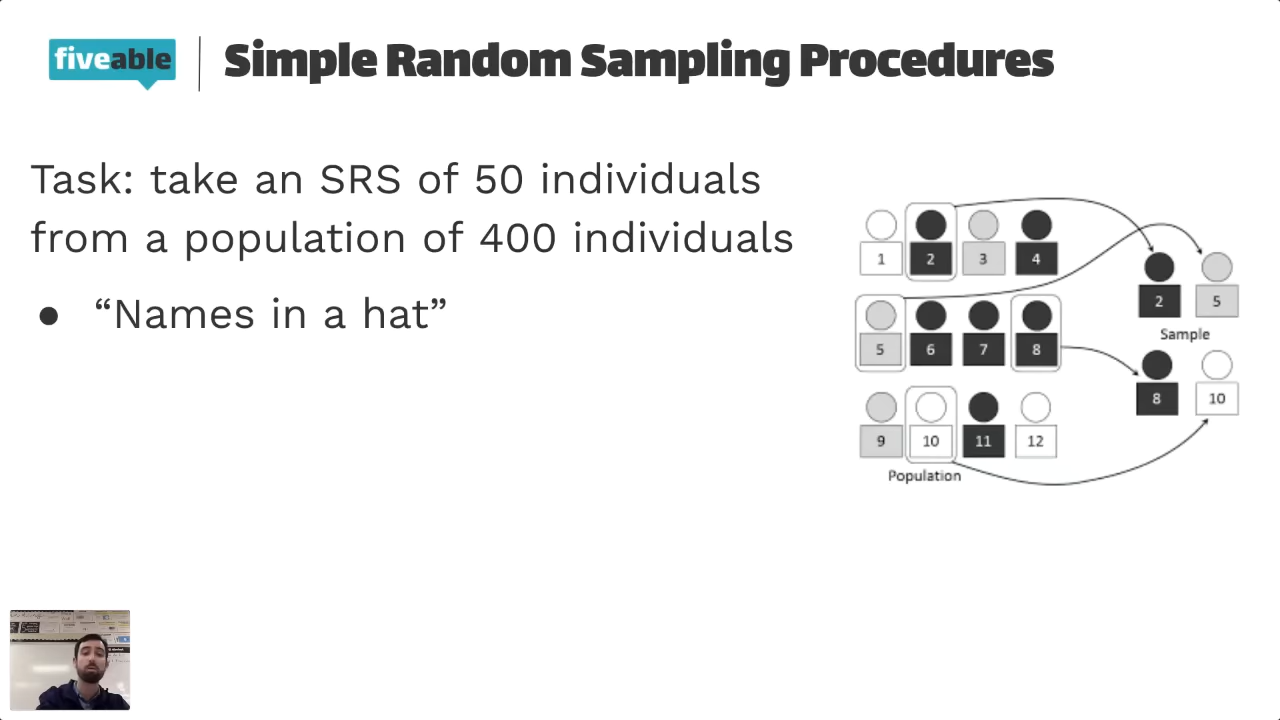 fiveable
Simple Random Sampling Procedures
Task: take an SRS of 50 individuals
from a population of 400 individuals
● “Names in a hat”
1 2 3 4
5 6 7 8
9 10 11 12
Population
2 5
Sample
8 10